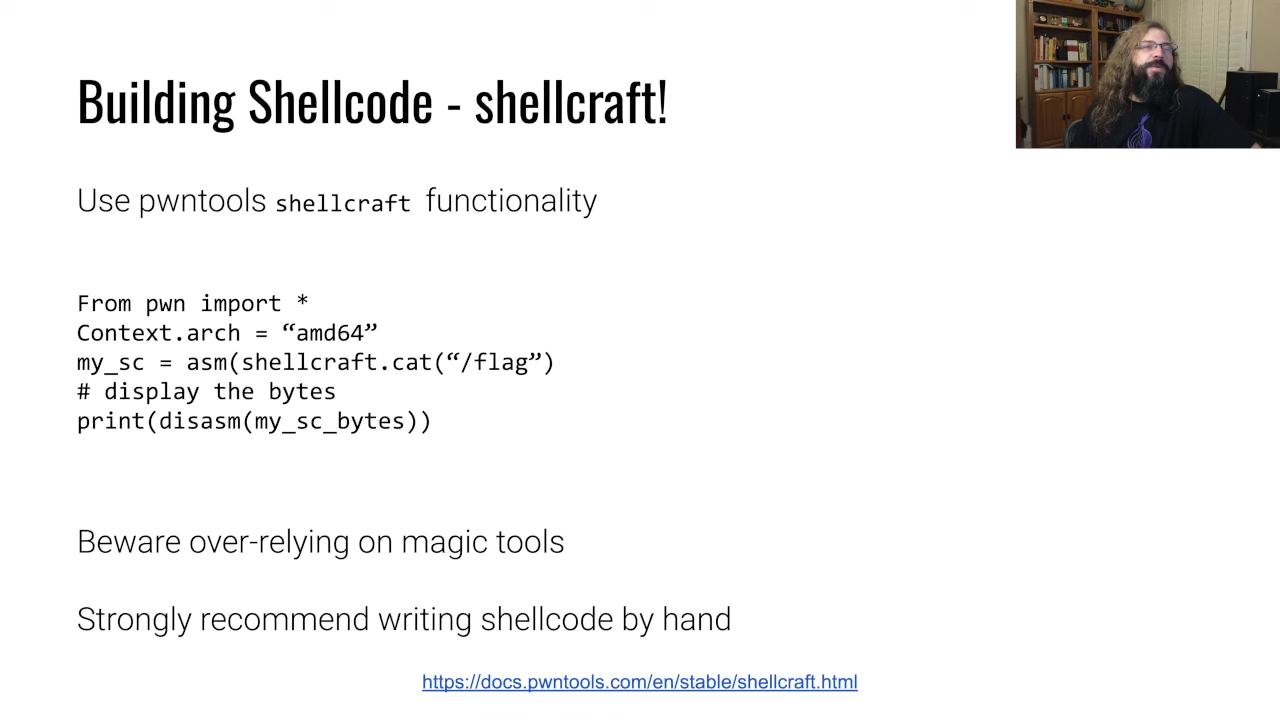 Building Shellcode - shellcraft!
Use pwntools shellcraft functionality
From pwn import *
Context.arch = “amd64”
my_sc = asm(shellcraft.cat(“/flag”)
# display the bytes
print(disasm(my_sc_bytes))
Beware over-relying on magic tools
Strongly recommend writing shellcode by hand
https://docs.pwntools.com/en/stable/shellcraft.html